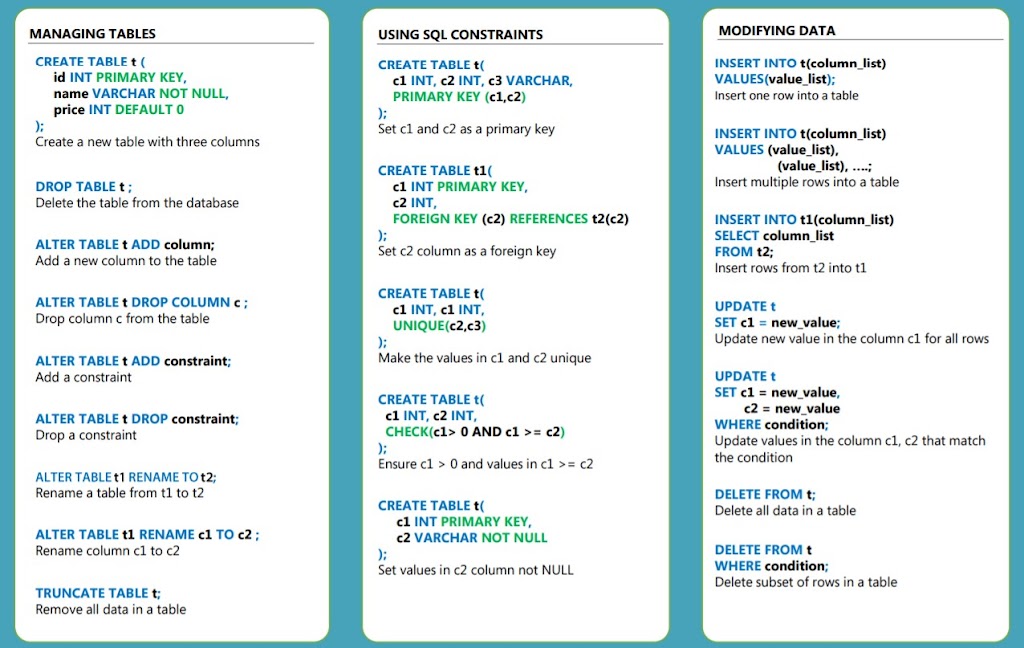 MANAGING TABLES
CREATE TABLE t (
id INT PRIMARY KEY,
name VARCHAR NOT NULL,
price INT DEFAULT 0
);
Create a new table with three columns
DROP TABLE t ;
Delete the table from the database
ALTER TABLE t ADD column;
Add a new column to the table
ALTER TABLE t DROP COLUMN c ;
Drop column c from the table
ALTER TABLE t ADD constraint;
Add a constraint
ALTER TABLE t DROP constraint;
Drop a constraint
ALTER TABLE t1 RENAME TO t2;
Rename a table from t1 to t2
ALTER TABLE t1 RENAME c1 TO c2 ;
Rename column c1 to c2
TRUNCATE TABLE t;
Remove all data in a table
USING SQL CONSTRAINTS
CREATE TABLE t(
c1 INT, c2 INT, c3 VARCHAR,
PRIMARY KEY (c1,c2)
);
Set c1 and c2 as a primary key
CREATE TABLE t1(
c1 INT PRIMARY KEY,
c2 INT,
FOREIGN KEY (c2) REFERENCES t2(c2)
);
Set c2 column as a foreign key
CREATE TABLE t(
c1 INT, c1 INT,
UNIQUE(c2,c3)
);
Make the values in c1 and c2 unique
CREATE TABLE t(
c1 INT, c2 INT,
CHECK(c1> 0 AND c1 >= c2)
);
Ensure c1 > 0 and values in c1 >= c2
CREATE TABLE t(
c1 INT PRIMARY KEY,
c2 VARCHAR NOT NULL
);
Set values in c2 column not NULL
MODIFYING DATA
INSERT INTO t(column_list)
VALUES(value_list);
Insert one row into a table
INSERT INTO t(column_list)
VALUES (value_list),
(value_list), ….;
Insert multiple rows into a table
INSERT INTO t1(column_list)
SELECT column_list
FROM t2;
Insert rows from t2 into t1
UPDATE t
SET c1 = new_value;
Update new value in the column c1 for all rows
UPDATE t
SET c1 = new_value,
c2 = new_value
WHERE condition;
Update values in the column c1, c2 that match
the condition
DELETE FROM t;
Delete all data in a table
DELETE FROM t
WHERE condition;
Delete subset of rows in a table